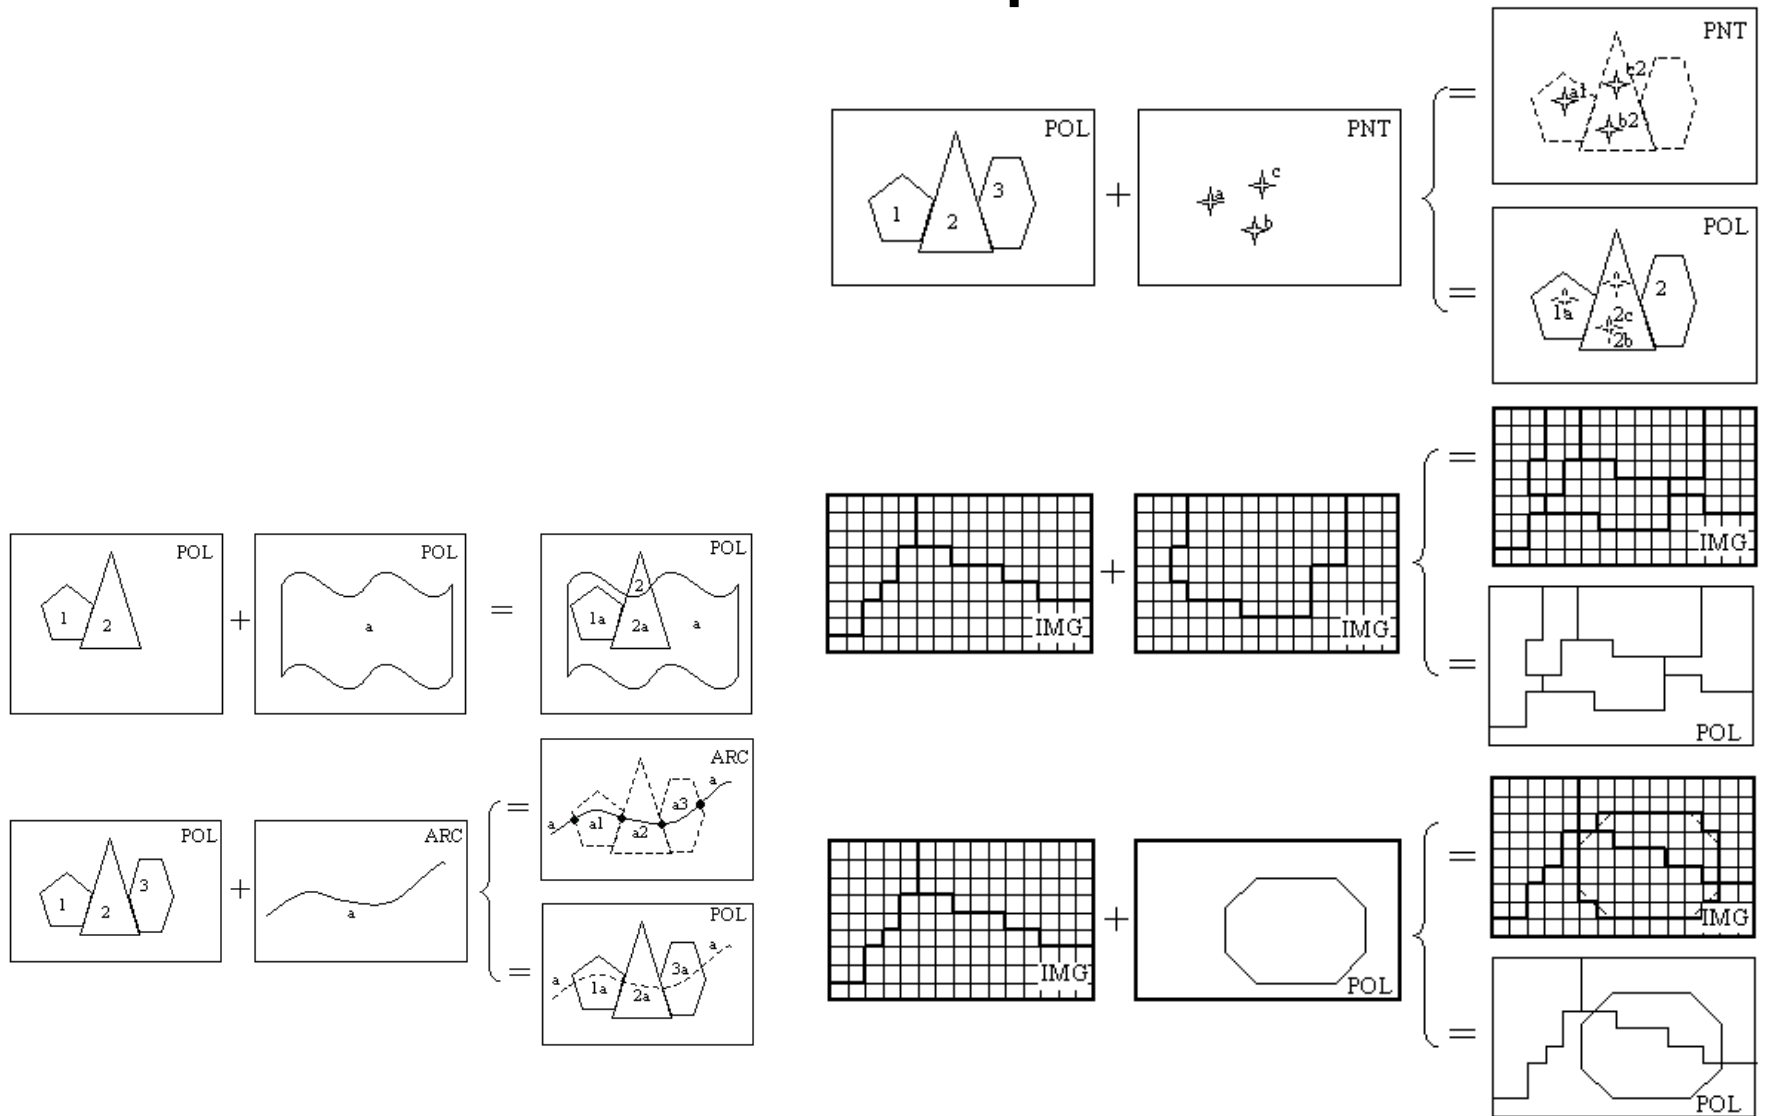 POL
1
2
+
POL
a
=
POL
2
1a
2a
a
POL
1
2
3
+
ARC
a
=
ARC
a
a1
a2
a3
a
=
POL
a
1a
2a
3a
a
POL
1
2
3
+
PNT
a
c
b
=
PNT
a1
c2
b2
=
POL
1a
2c
2b
2
IMG
+
IMG
=
IMG
=
POL
IMG
+
POL
=
IMG
=
POL